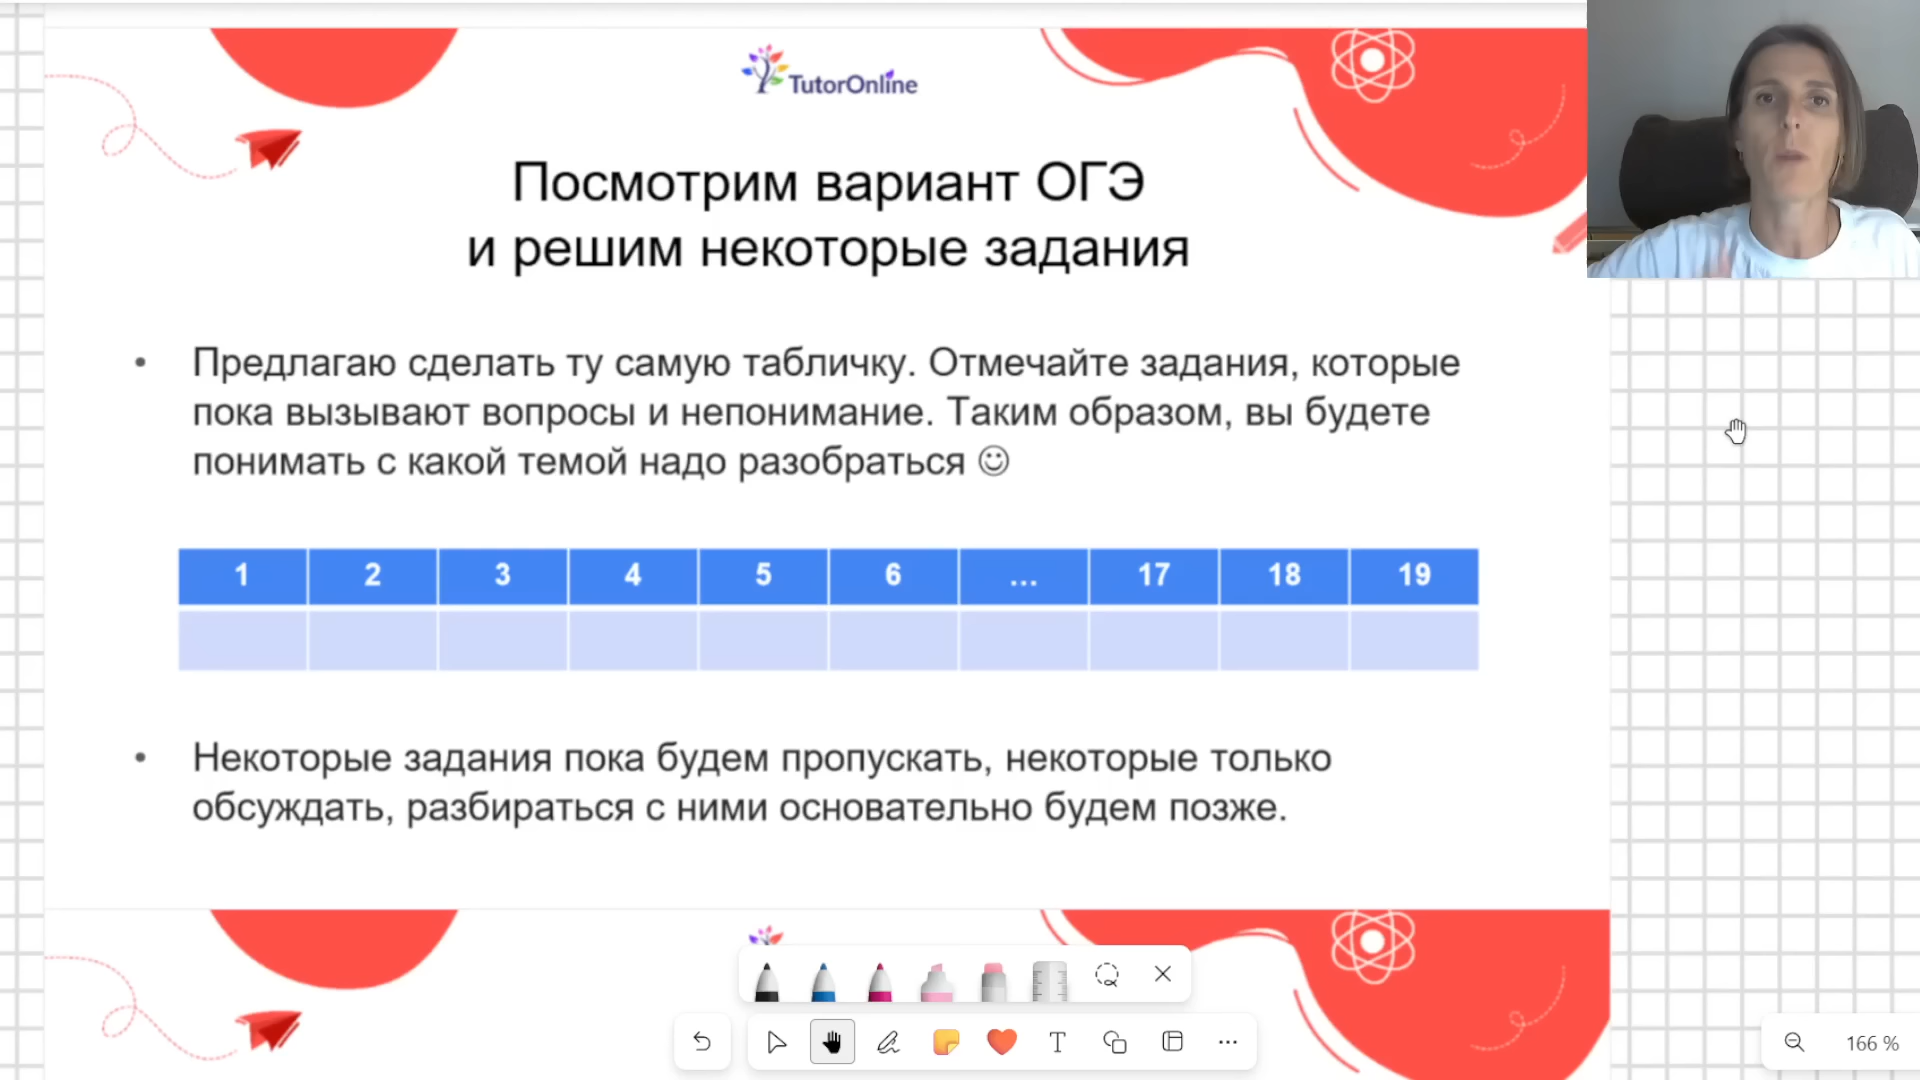 TutorOnline
Посмотрим вариант ОГЭ
и решим некоторые задания
• Предлагаю сделать ту самую табличку. Отмечайте задания, которые
пока вызывают вопросы и непонимание. Таким образом, вы будете
понимать с какой темой надо разобраться ☺
1 2 3 4 5 6 ... 17 18 19
• Некоторые задания пока будем пропускать, некоторые только
обсуждать, разбираться с ними основательно будем позже.
166 %